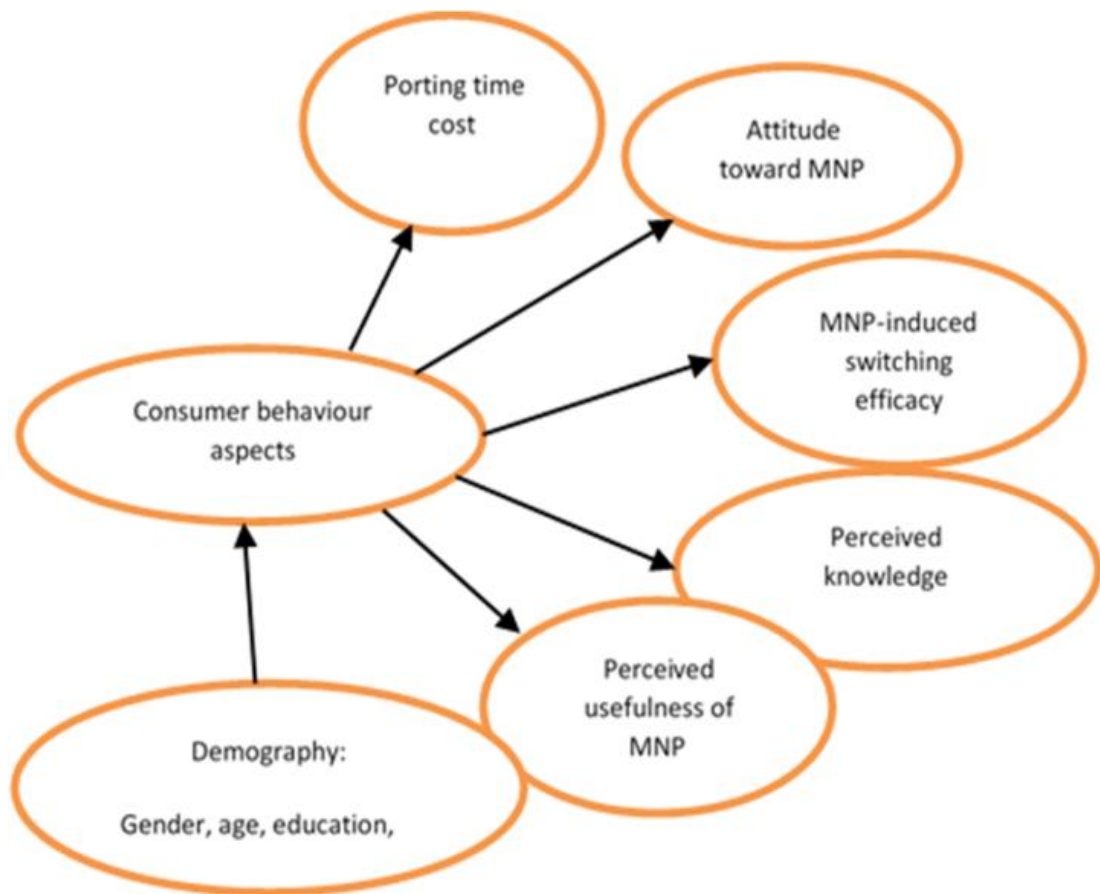 Porting time
cost
Attitude
toward MNP
MNP-induced
switching
efficacy
Consumer behaviour
aspects
Perceived
knowledge
Perceived
usefulness of
MNP
Demography:
Gender, age, education,